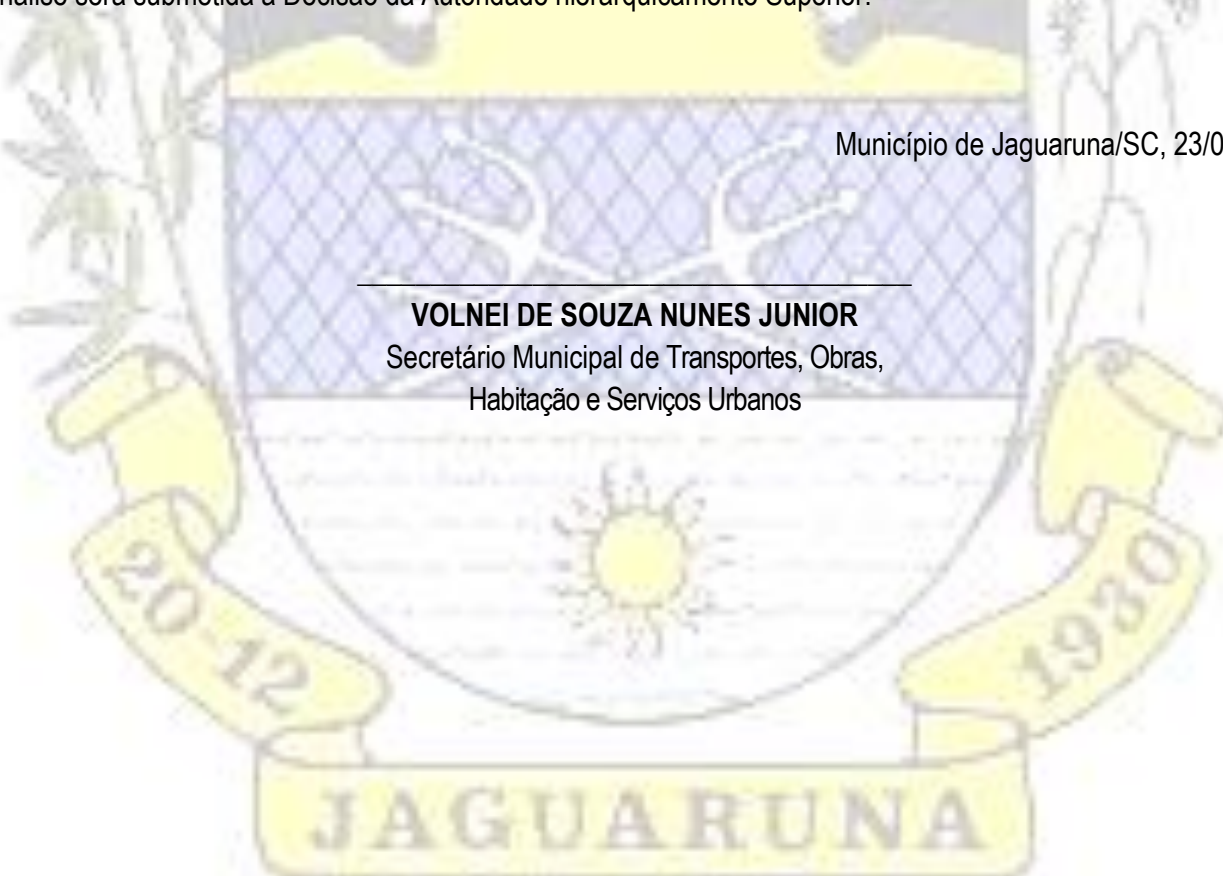 nálise será submetida a Decisão da Autoridade hierarquicamente Superior.
Município de Jaguaruna/SC, 23/0
VOLNEI DE SOUZA NUNES JUNIOR
Secretário Municipal de Transportes, Obras,
Habitação e Serviços Urbanos
20-12
1930
JAGUARUNA